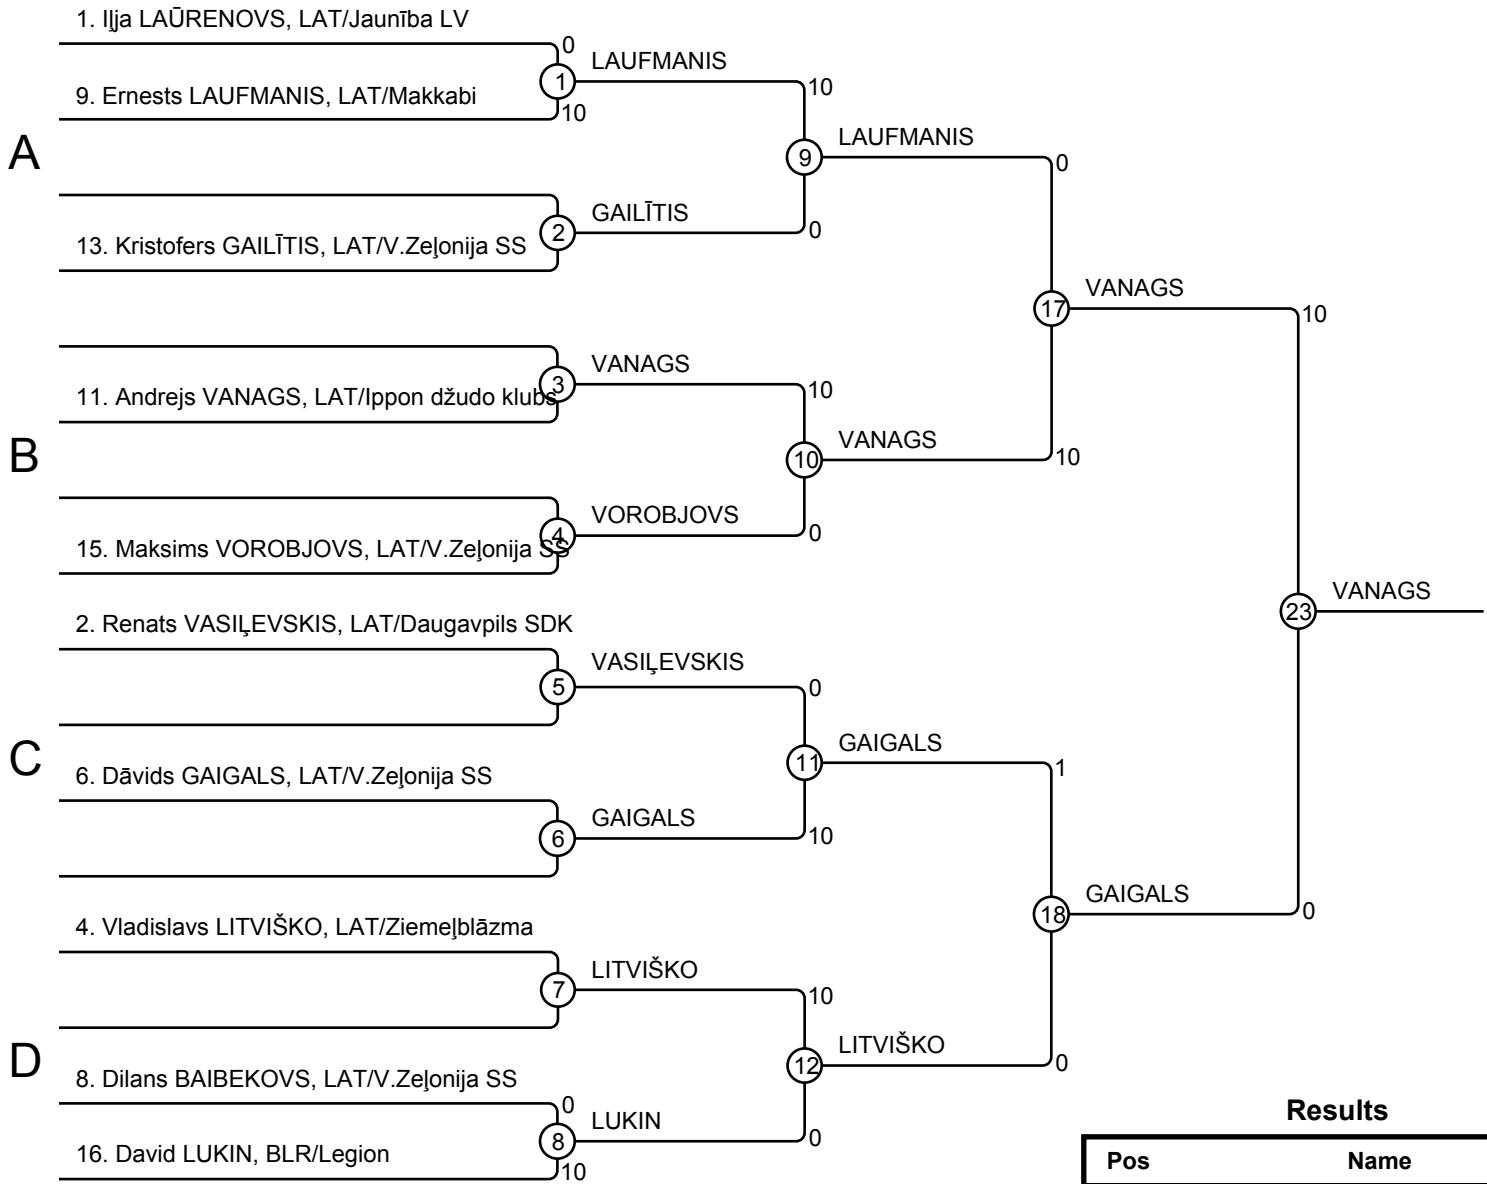 1. Iļja LAŪRENOVS, LAT/Jaunība LV
0
LAUFMANIS
1
10
9. Ernests LAUFMANIS, LAT/Makkabi
10
A
LAUFMANIS
9
0
GAILĪTIS
2
0
13. Kristofers GAILĪTIS, LAT/V.Zeļonija SS
VANAGS
17
10
VANAGS
3
10
11. Andrejs VANAGS, LAT/Ippon džudo klubs
B
VANAGS
10
10
VOROBJOVS
4
0
15. Maksims VOROBJOVS, LAT/V.Zeļonija SS
VANAGS
23
2. Renats VASIĻEVSKIS, LAT/Daugavpils SDK
VASIĻEVSKIS
5
0
C
GAIGALS
11
1
6. Dāvids GAIGALS, LAT/V.Zeļonija SS
GAIGALS
6
10
GAIGALS
18
0
4. Vladislavs LITVIŠKO, LAT/Ziemeļblāzma
LITVIŠKO
7
10
D
LITVIŠKO
12
0
8. Dilans BAIBEKOVS, LAT/V.Zeļonija SS
0
LUKIN
8
0
16. David LUKIN, BLR/Legion
10
Results
Pos Name